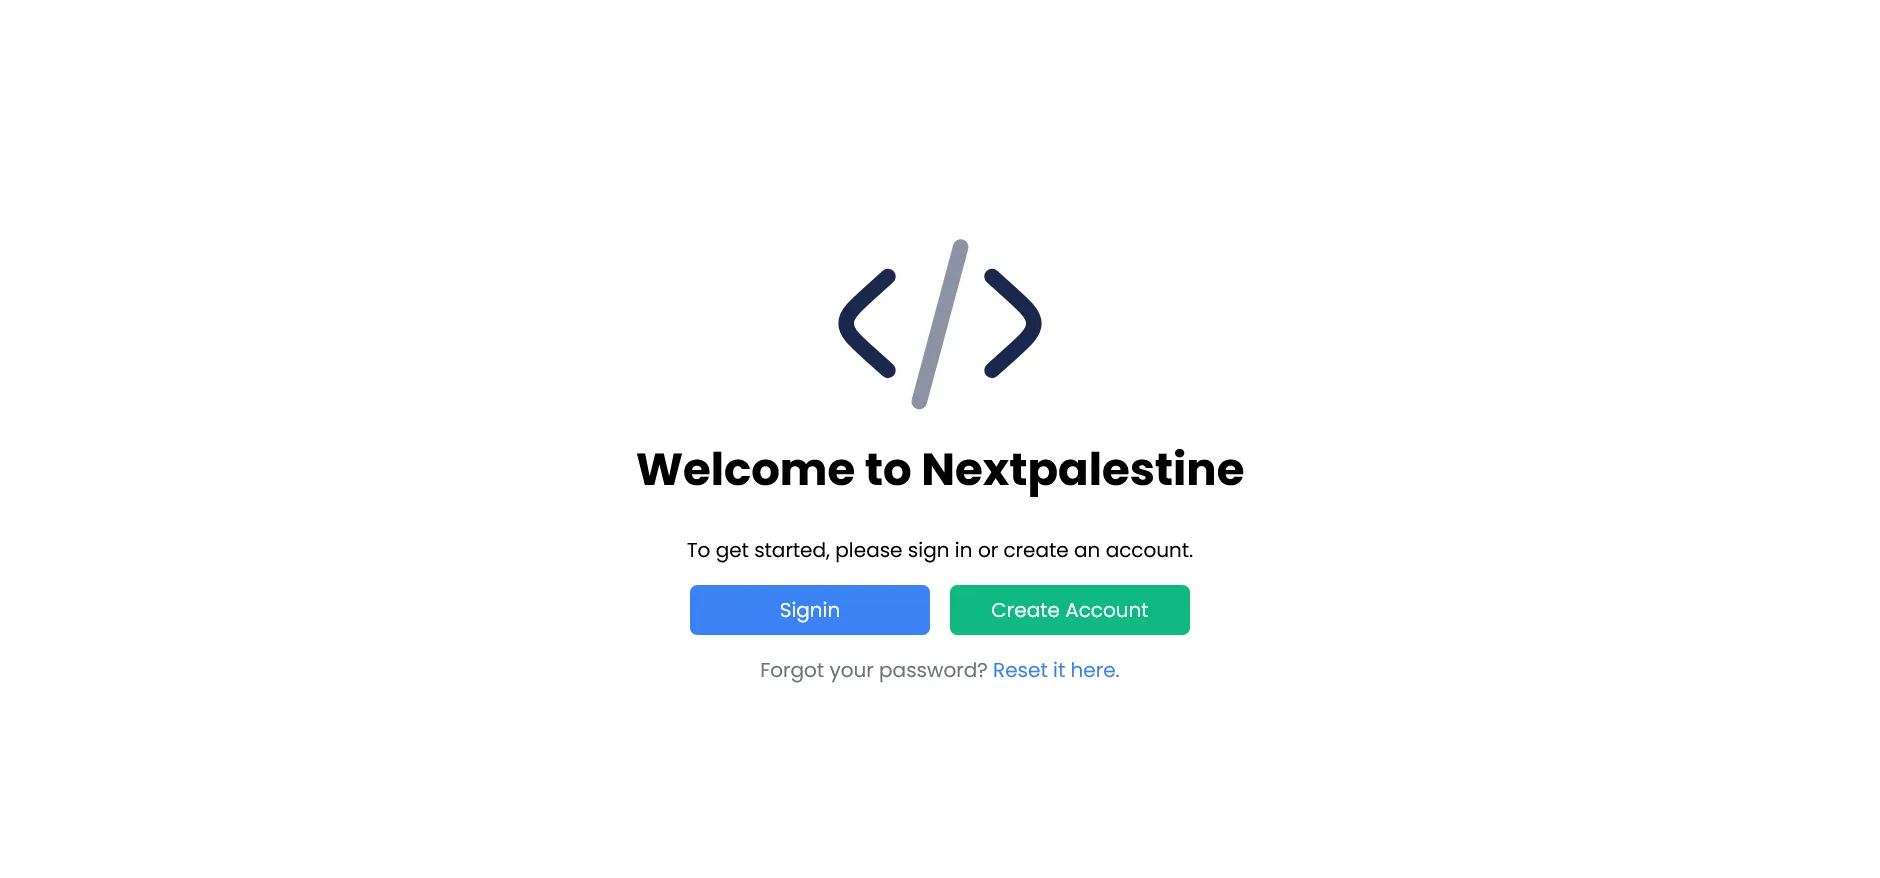 Welcome to Nextpalestine
To get started, please sign in or create an account.
Signin
Create Account
Forgot your password? Reset it here.